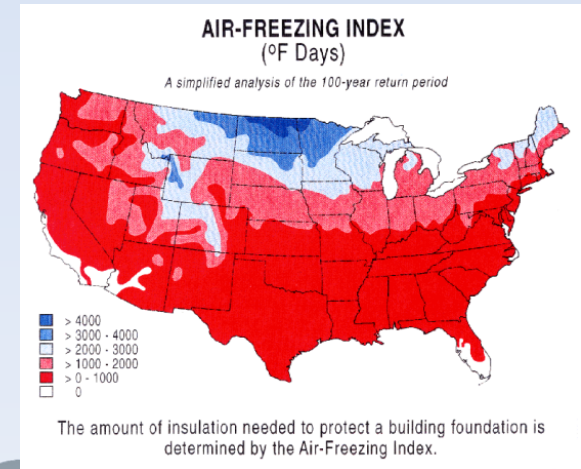 AIR-FREEZING INDEX
(ºF Days)
A simplified analysis of the 100-year return period
> 4000
> 3000 - 4000
> 2000 - 3000
> 1000 - 2000
> 0 - 1000
0
The amount of insulation needed to protect a building foundation is
determined by the Air-Freezing Index.